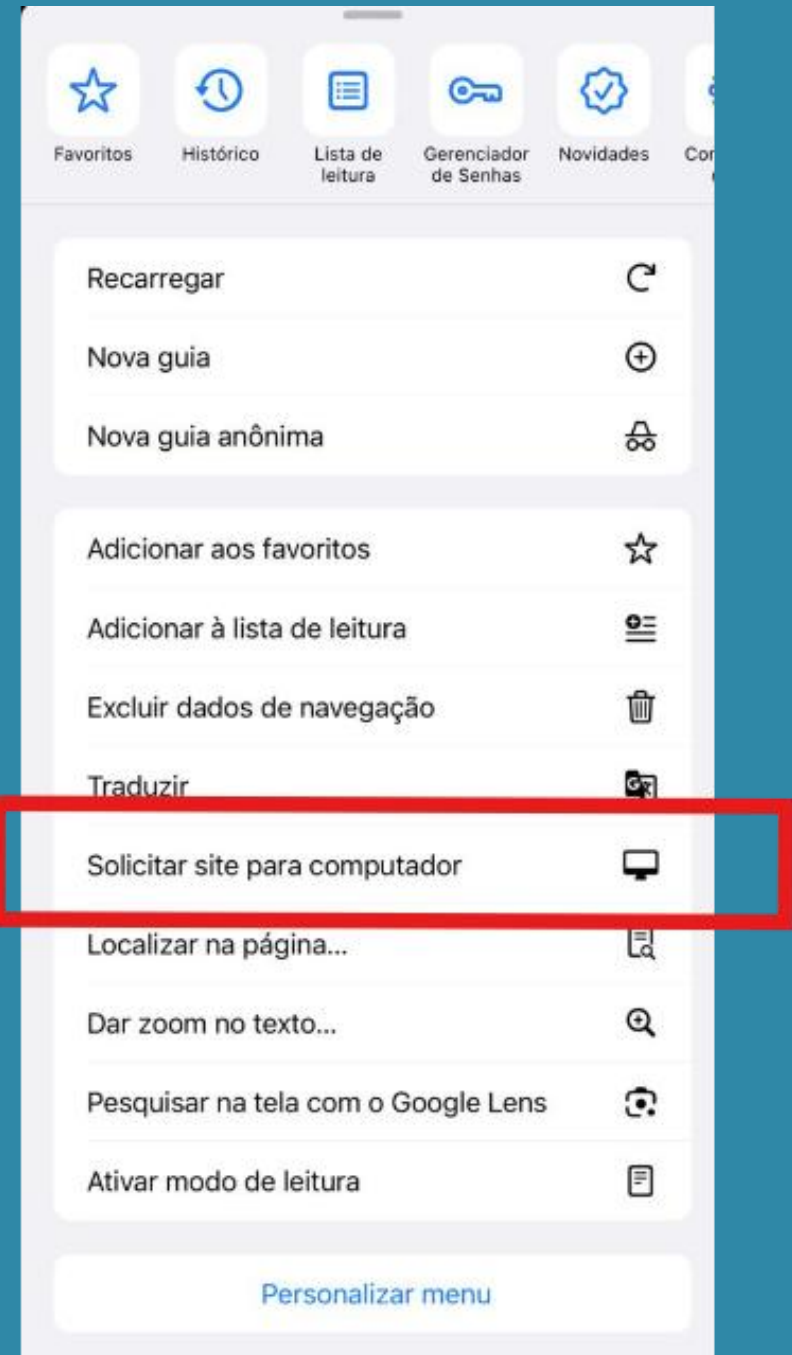 Favoritos
Histórico
Lista de
leitura
Gerenciador
de Senhas
Novidades
Recarregar
Nova guia
Nova guia anônima
Adicionar aos favoritos
Adicionar à lista de leitura
Excluir dados de navegação
Traduzir
Solicitar site para computador
Localizar na página...
Dar zoom no texto...
Pesquisar na tela com o Google Lens
Ativar modo de leitura
Personalizar menu